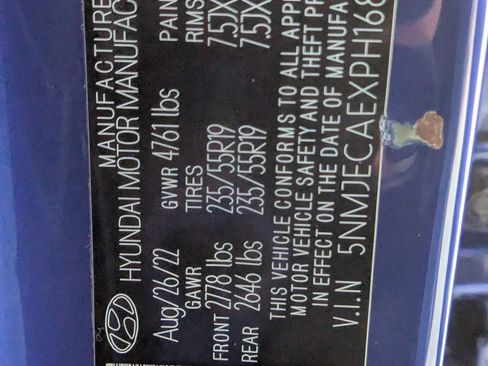 MANUFACTURE
HYUNDAI MOTOR MANUFAC
Aug/26/22 GVWR 4761 lbs PAIN
GAWR TIRES RIMS
FRONT 2778 lbs 235/55R19 7.5JX
REAR 2646 lbs 235/55R19 7.5JX
THIS VEHICLE CONFORMS TO ALL APP
MOTOR VEHICLE SAFETY AND THEFT PR
IN EFFECT ON THE DATE OF MANUFA
V.I.N 5NMJECAEXPH168